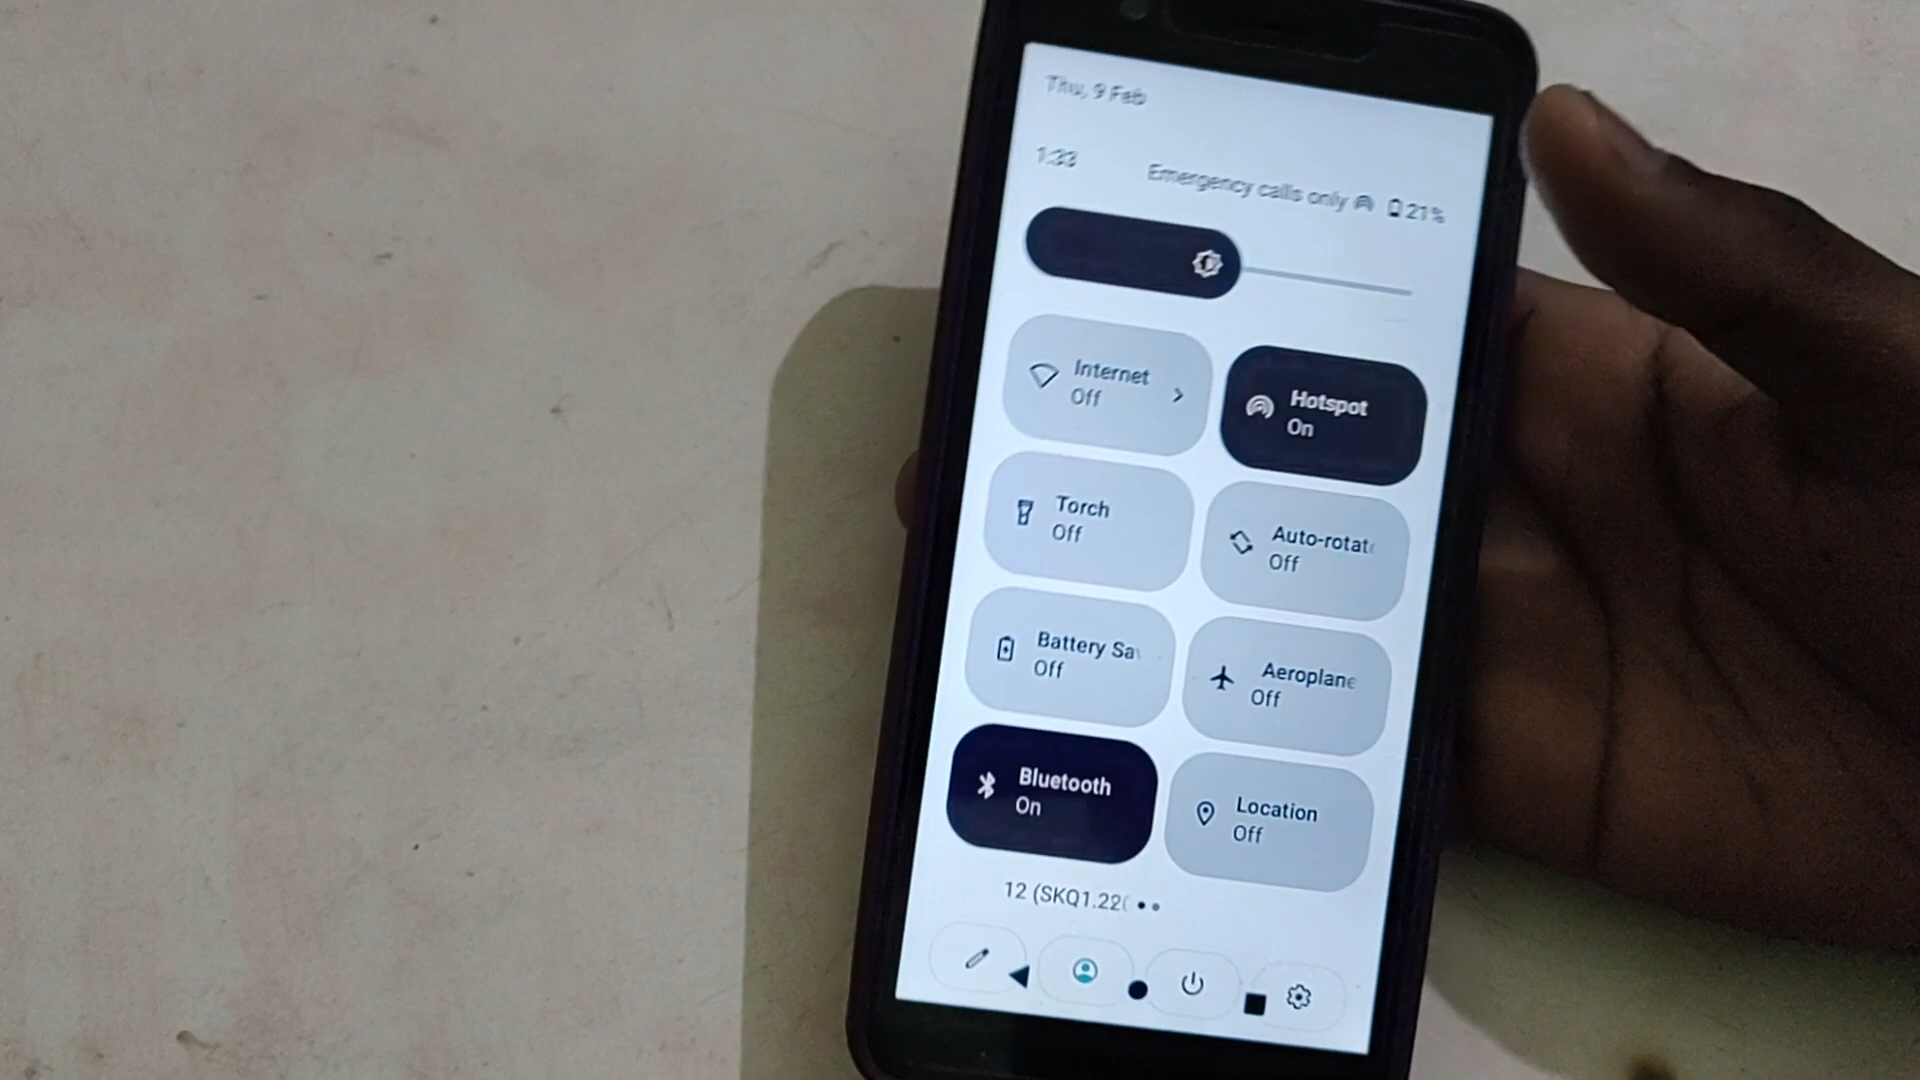 Thu, 9 Feb
1:33
Emergency calls only 21%
Internet
Off
Hotspot
On
Torch
Off
Auto-rotat
Off
Battery Sa
Off
Aeroplane
Off
Bluetooth
On
Location
Off
12 (SKQ1.22